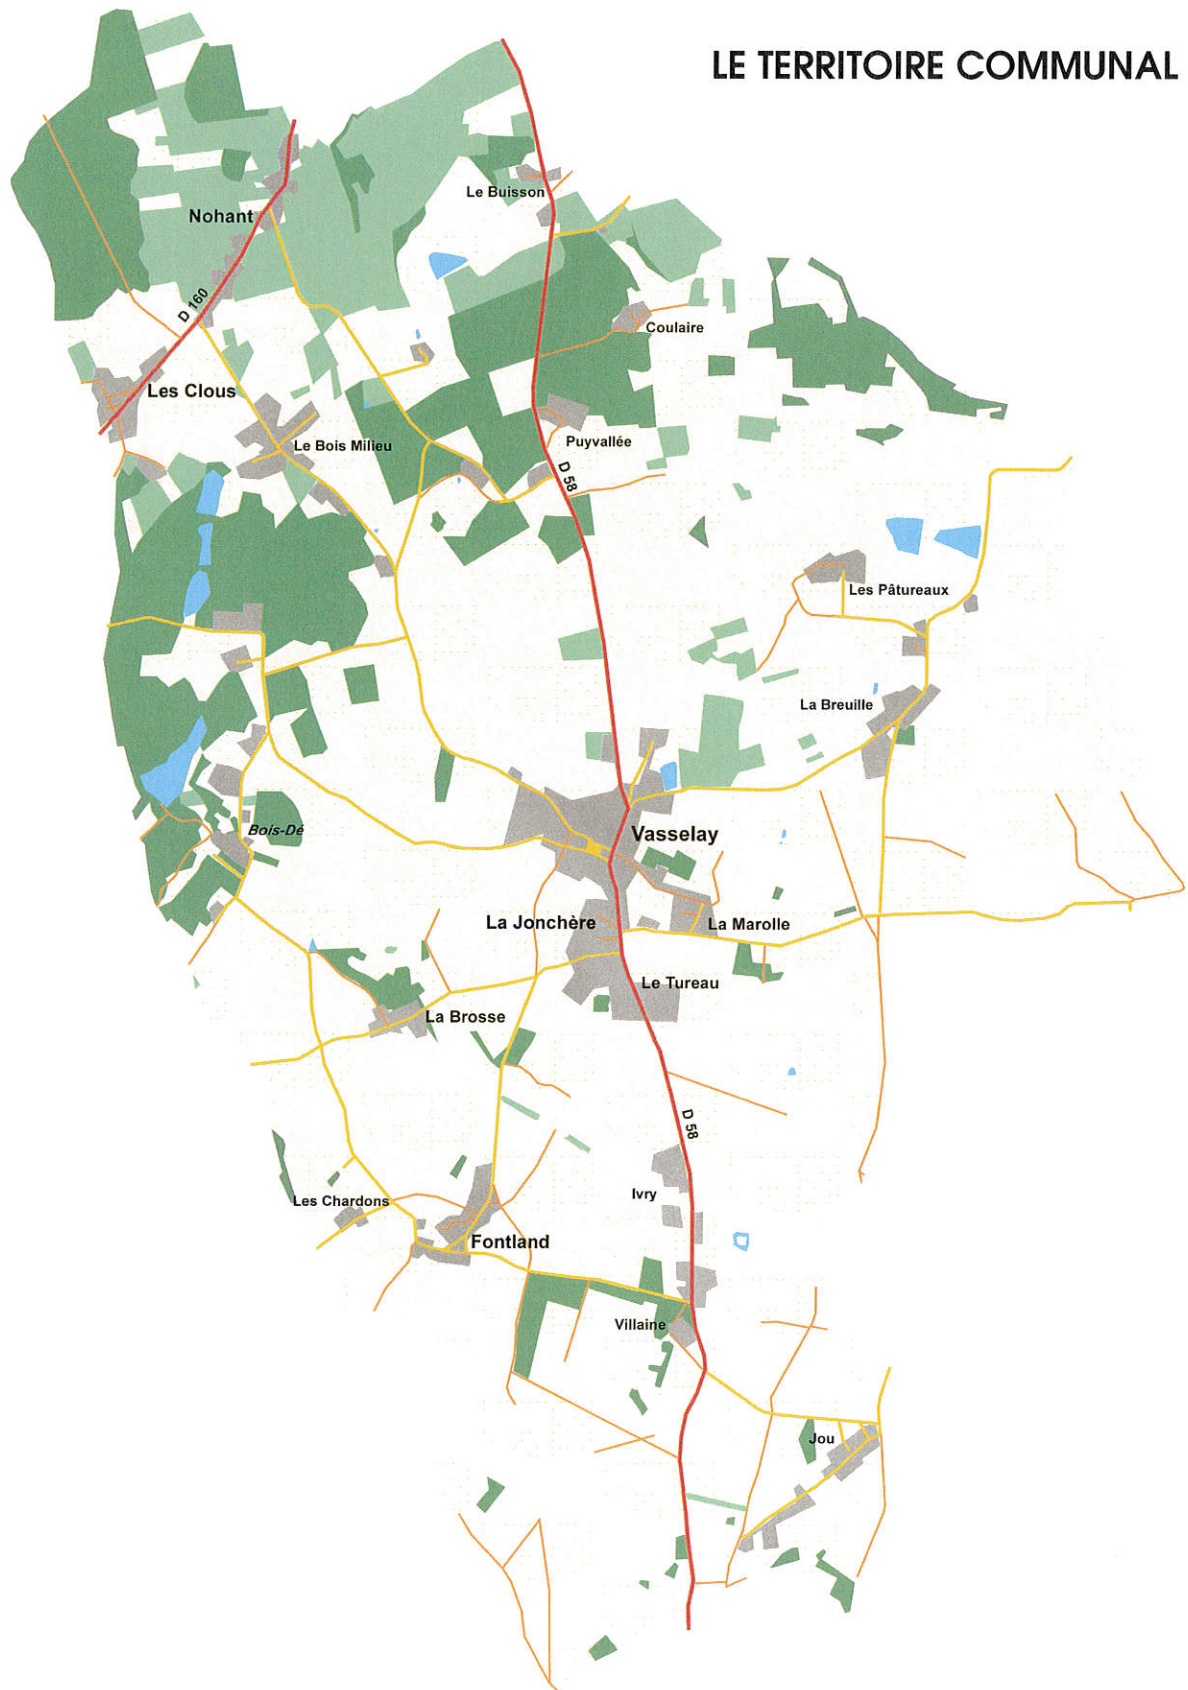 LE TERRITOIRE COMMUNAL
Le Buisson
Nohant
D 160
Coulaire
Les Clous
Le Bois Milieu
Puyvallée
D 58
Les Pâtureaux
La Breuille
Bois-Dé
Vasselay
La Jonchère
La Marolle
Le Tureau
La Brosse
D 58
Ivry
Les Chardons
Fontland
Villaine
Jou